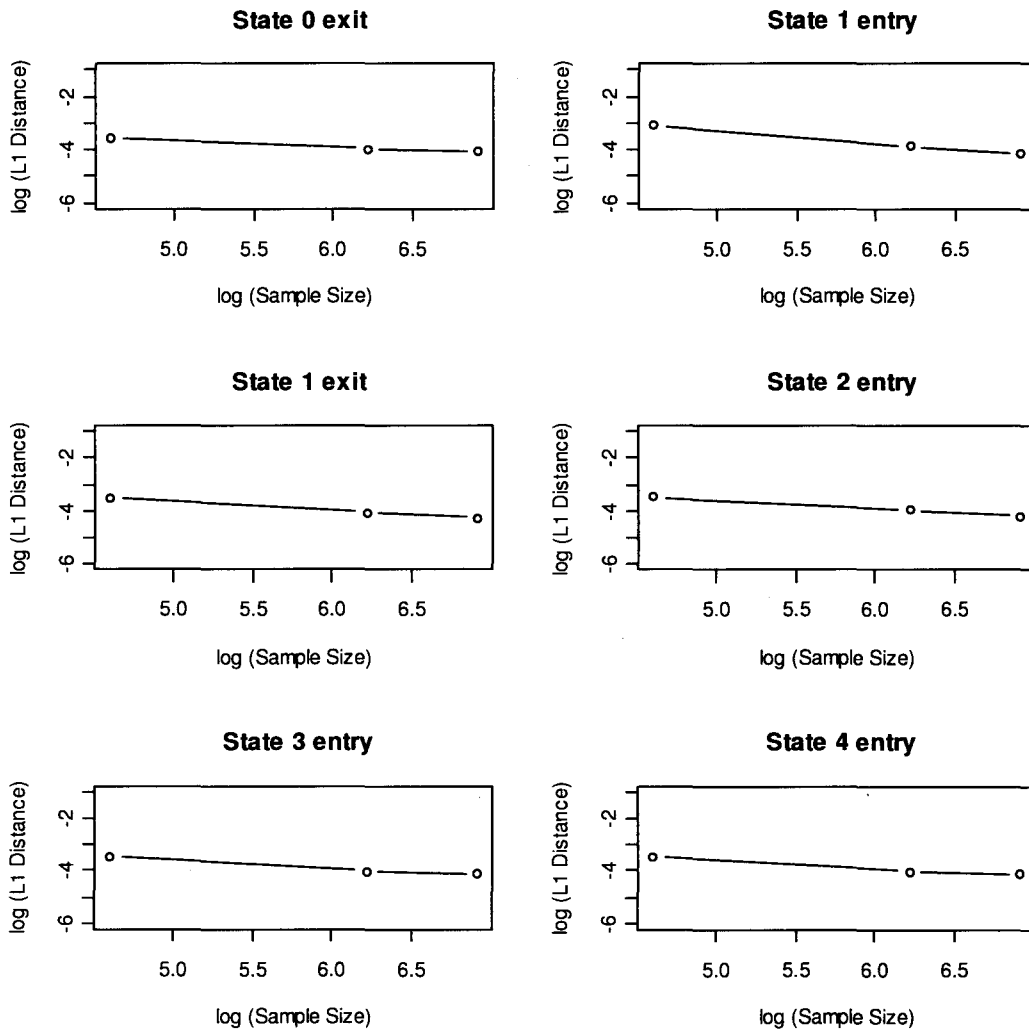 State 0 exit
log (L1 Distance)
-2
-4
-6
5.0 5.5 6.0 6.5
log (Sample Size)
State 1 entry
log (L1 Distance)
-2
-4
-6
5.0 5.5 6.0 6.5
log (Sample Size)
State 1 exit
log (L1 Distance)
-2
-4
-6
5.0 5.5 6.0 6.5
log (Sample Size)
State 2 entry
log (L1 Distance)
-2
-4
-6
5.0 5.5 6.0 6.5
log (Sample Size)
State 3 entry
log (L1 Distance)
-2
-4
-6
5.0 5.5 6.0 6.5
log (Sample Size)
State 4 entry
log (L1 Distance)
-2
-4
-6
5.0 5.5 6.0 6.5
log (Sample Size)